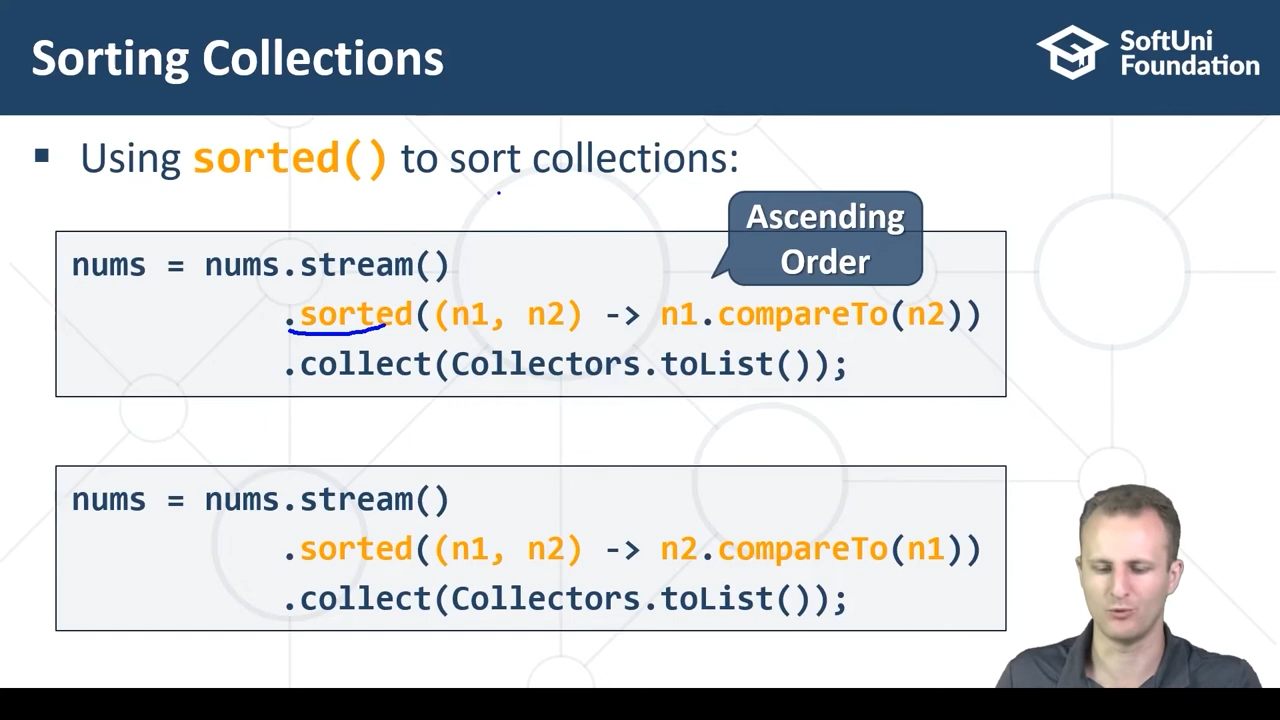 Sorting Collections
SoftUni
Foundation
▪ Using sorted() to sort collections:
Ascending
Order
nums = nums.stream()
.sorted((n1, n2) -> n1.compareTo(n2))
.collect(Collectors.toList());
nums = nums.stream()
.sorted((n1, n2) -> n2.compareTo(n1))
.collect(Collectors.toList());